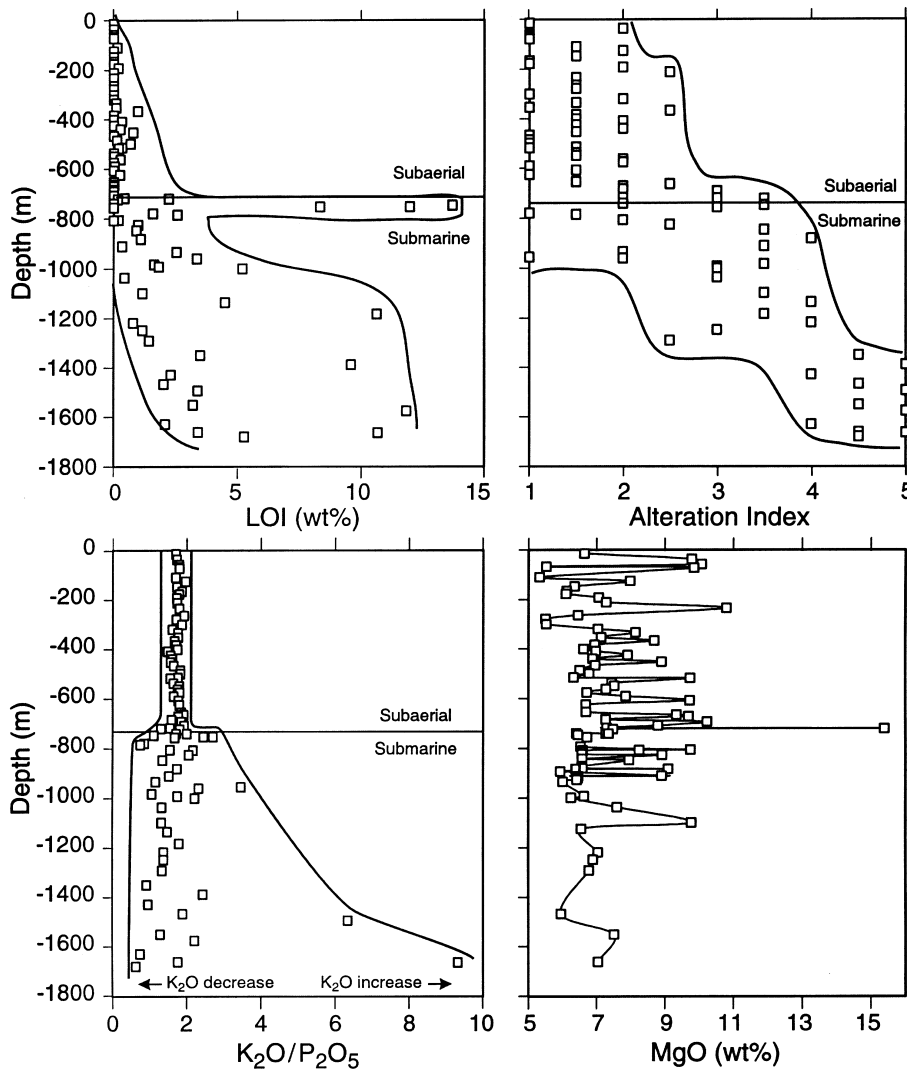 0
-200
-400
-600
-800
-1000
-1200
-1400
-1600
-1800
Depth (m)
Subaerial
Submarine
0 5 10 15
LOI (wt%)
Subaerial
Submarine
1 2 3 4 5
Alteration Index
0
-200
-400
-600
-800
-1000
-1200
-1400
-1600
-1800
Depth (m)
Subaerial
Submarine
K₂O decrease
K₂O increase
0 2 4 6 8 10
K₂O/P₂O₅
5 7 9 11 13 15
MgO (wt%)